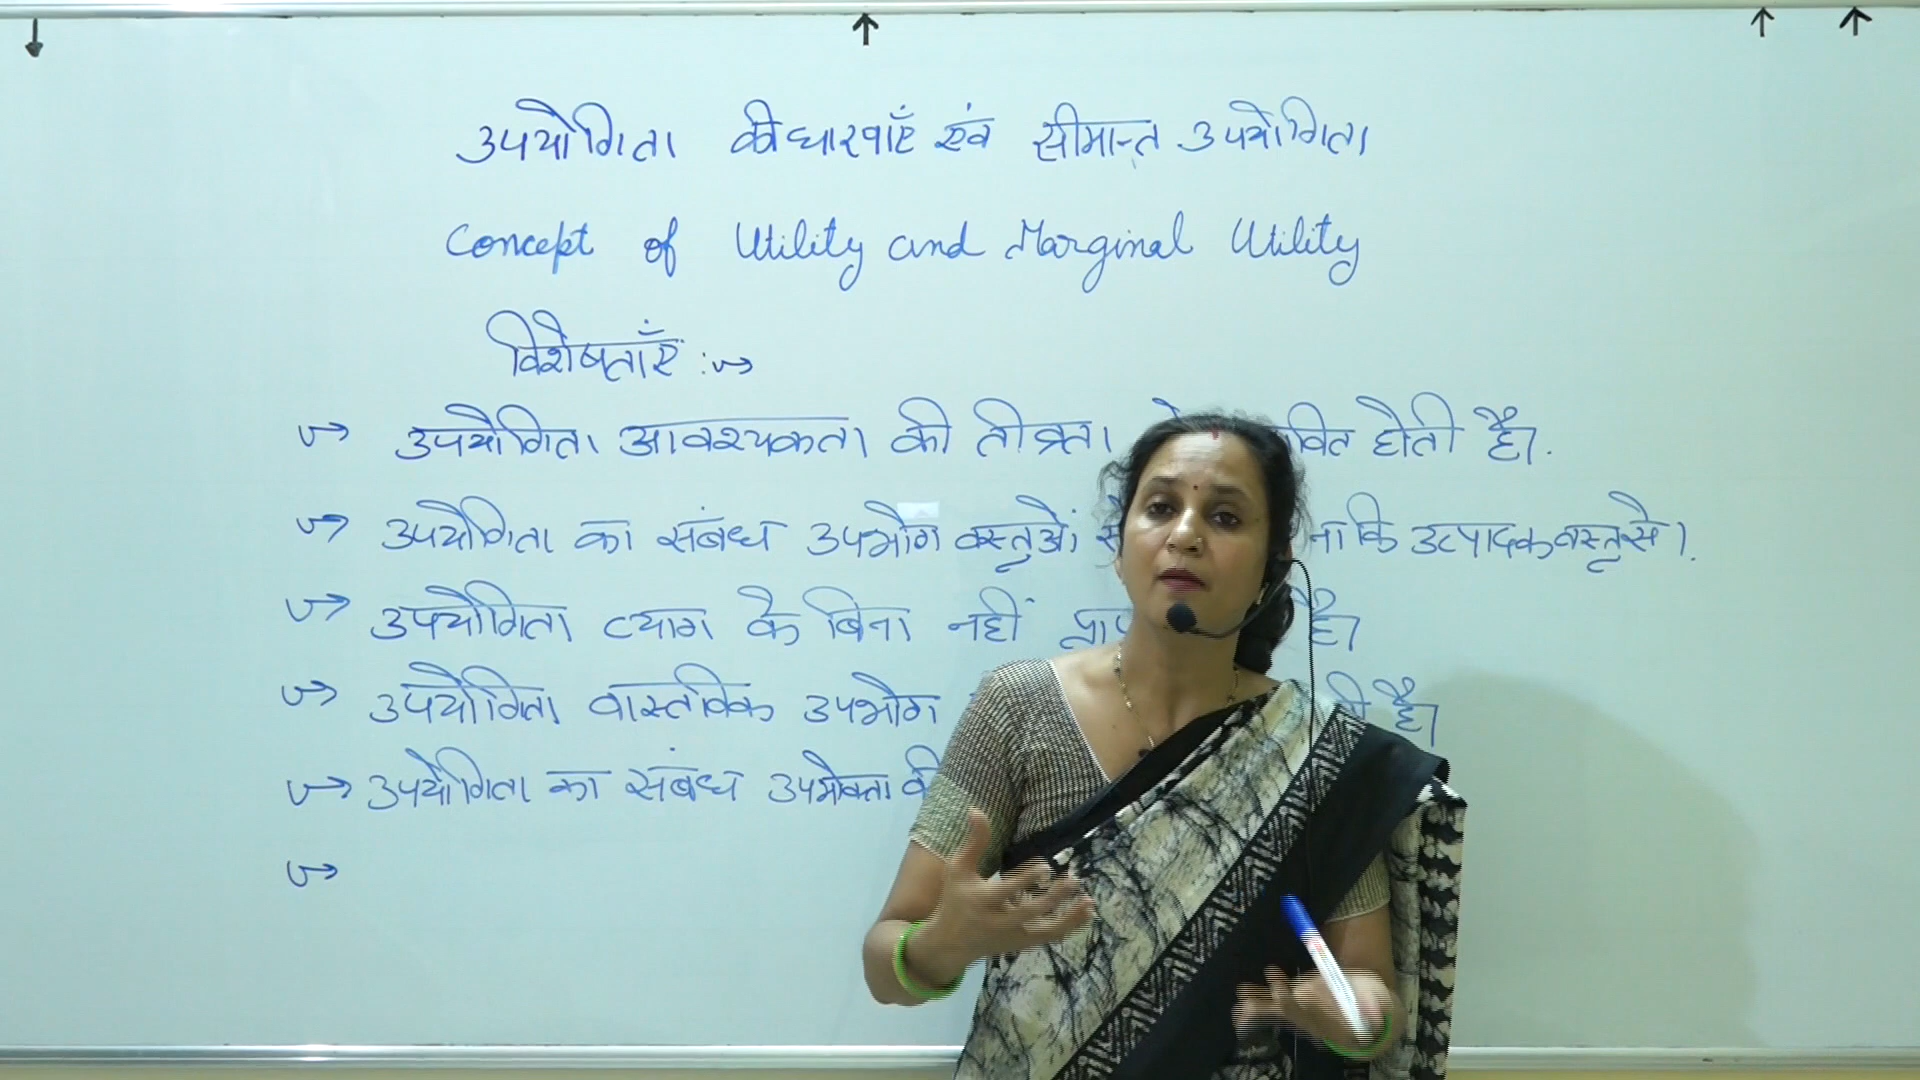 उपयोगिता की धारणाएँ एवं सीमान्त उपयोगिता
Concept of Utility and Marginal Utility
विशेषताएँ :→
→ उपयोगिता आवश्यकता की तीव्रता होती है।
→ उपयोगिता का संबंध उपभोग वस्तुओं ना कि उत्पादक वस्तु से।
→ उपयोगिता त्याग के बिना नहीं है।
→ उपयोगिता वास्तविक उपभोग है।
→ उपयोगिता का संबंध उपभोक्ता
→